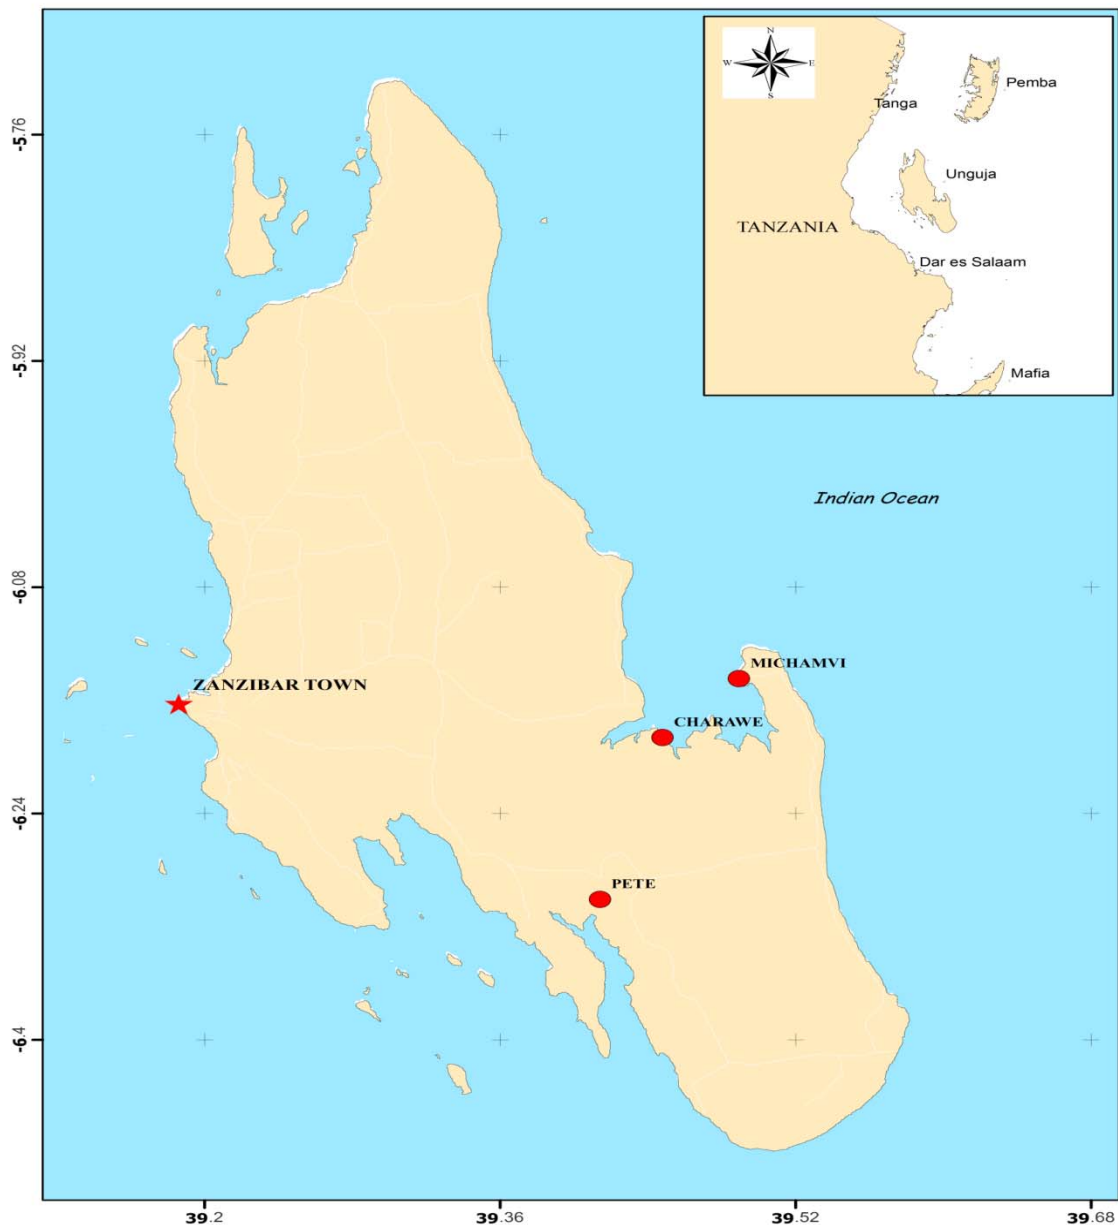 N
W E
S
Pemba
Tanga
Unguja
TANZANIA
Dar es Salaam
Mafia
-5.76
-5.92
Indian Ocean
-6.08
MICHAMVI
ZANZIBAR TOWN
CHARAWE
-6.24
PETE
-6.4
39.2 39.36 39.52 39.68